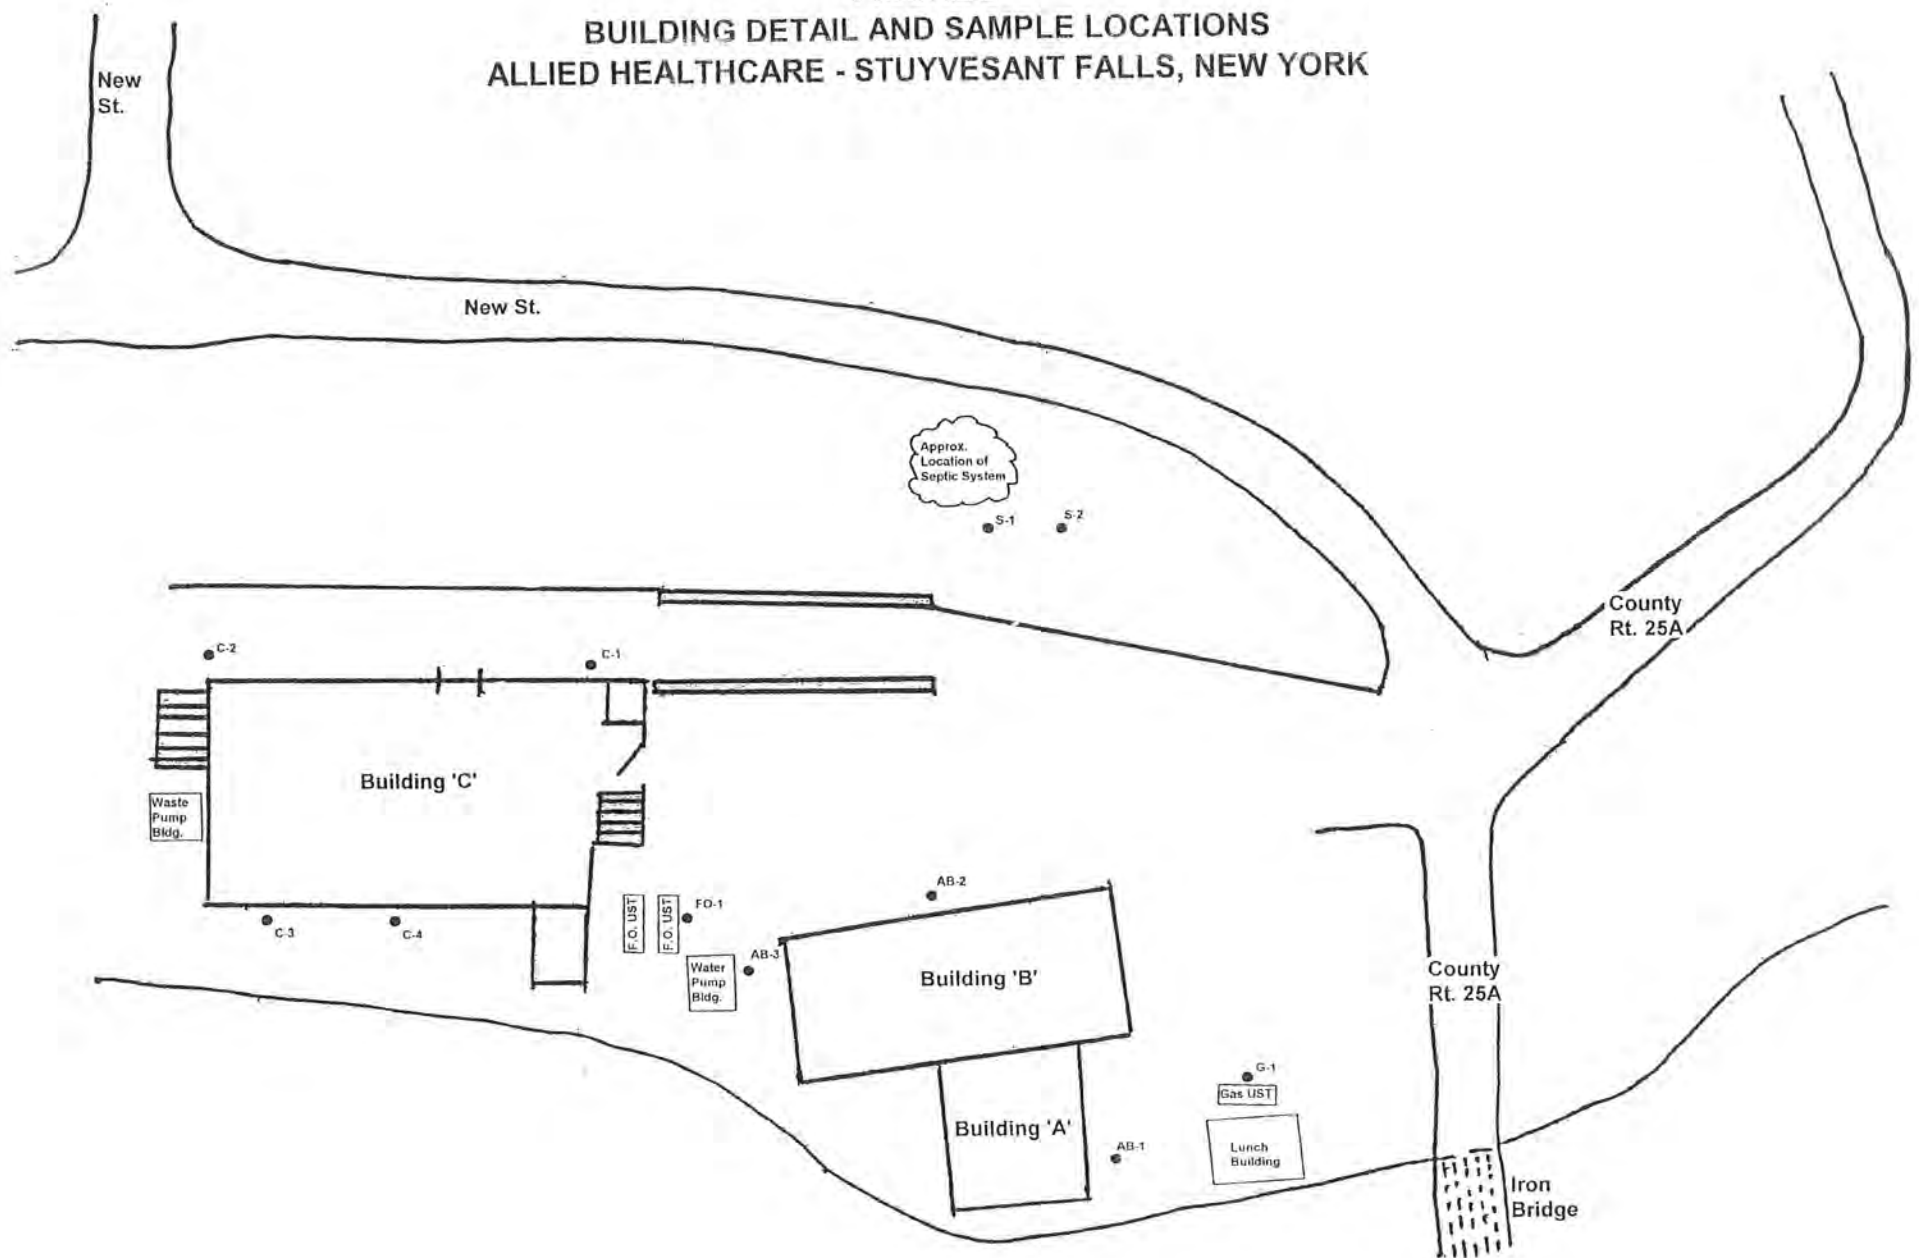 BUILDING DETAIL AND SAMPLE LOCATIONS
ALLIED HEALTHCARE - STUYVESANT FALLS, NEW YORK
New
St.
New St.
Approx.
Location of
Septic System
S-1
S-2
County
Rt. 25A
C-2
C-1
Building 'C'
Waste
Pump
Bldg.
C-3
C-4
F.O. UST
F.O. UST
FO-1
AB-2
AB-3
Water
Pump
Bldg.
Building 'B'
County
Rt. 25A
G-1
Gas UST
Building 'A'
AB-1
Lunch
Building
Iron
Bridge